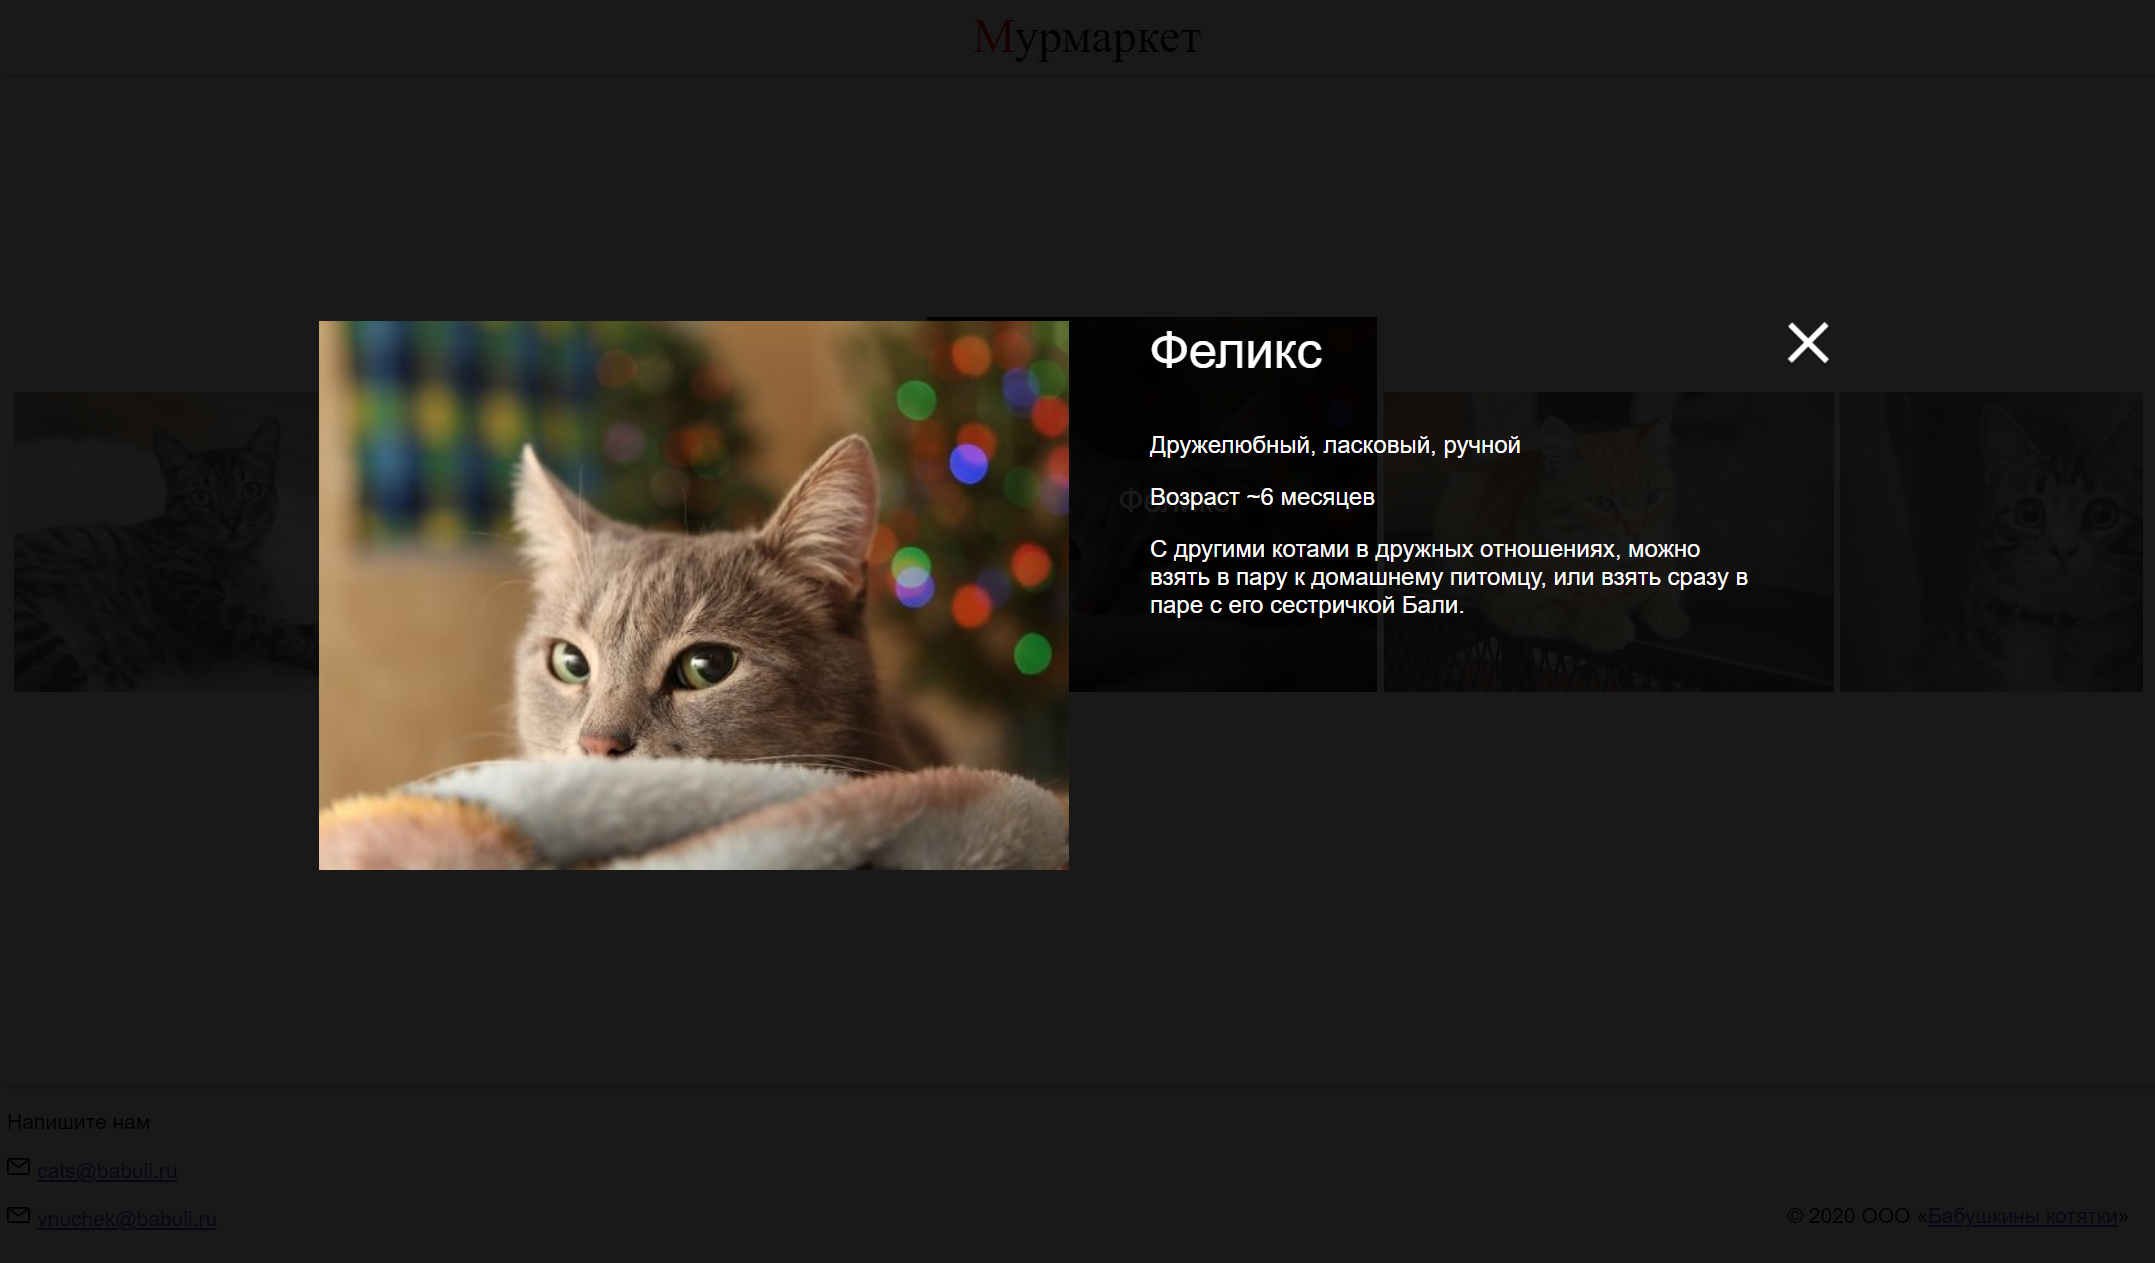 Мурмаркет
Феликс
Дружелюбный, ласковый, ручной
Феликс
Возраст ~6 месяцев
С другими котами в дружных отношениях, можно
взять в пару к домашнему питомцу, или взять сразу в
паре с его сестричкой Бали.
Напишите нам
cats@babuli.ru
vnuchek@babuli.ru
© 2020 ООО «Бабушкины котятки»